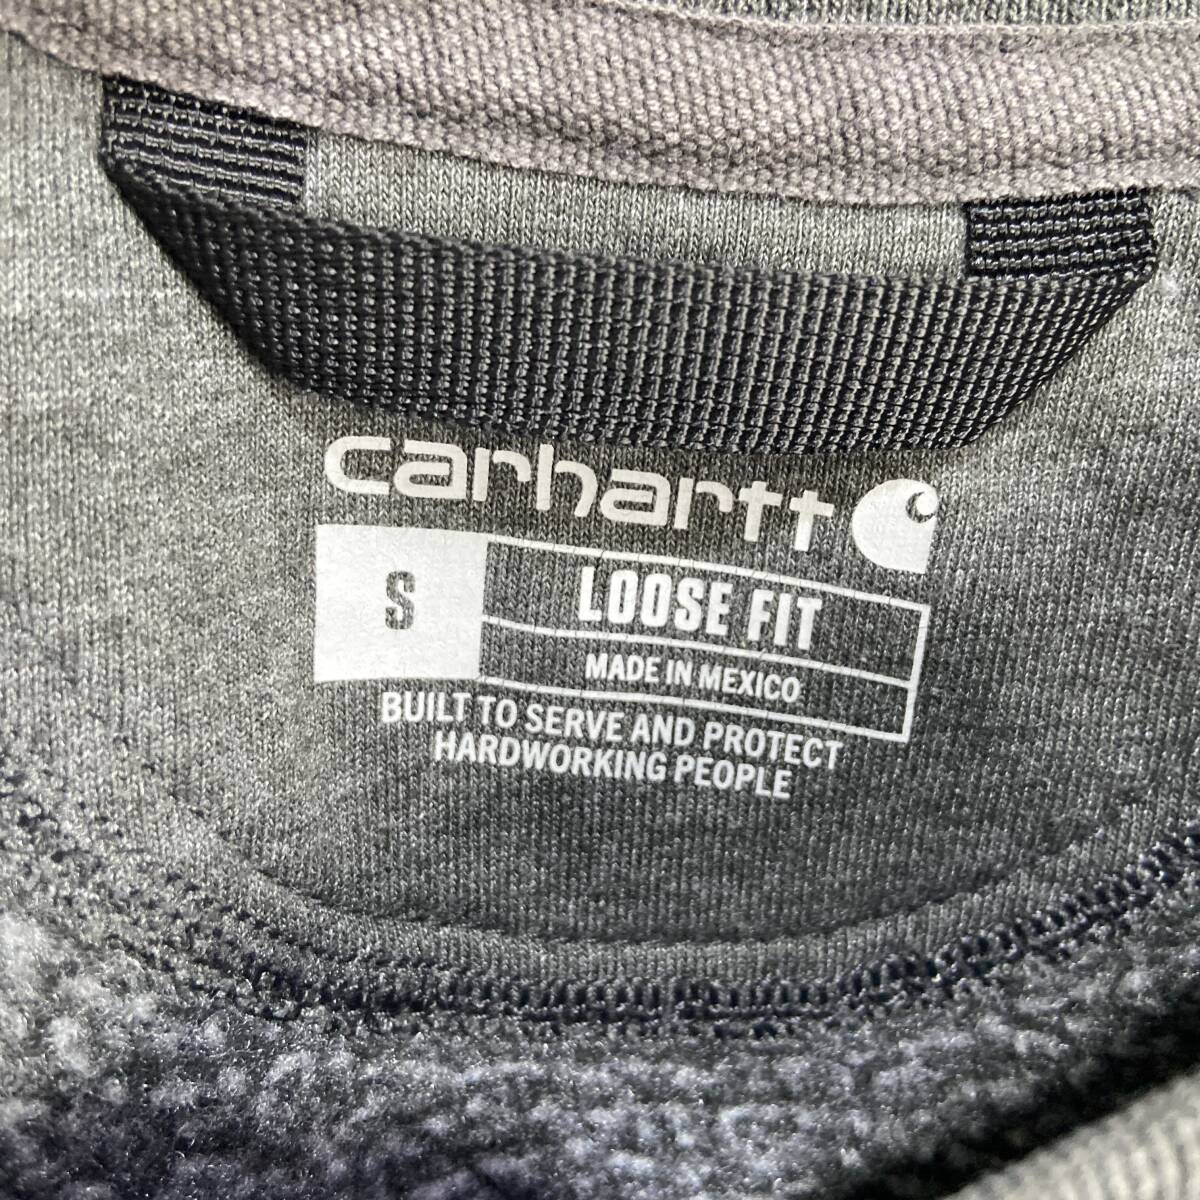 carhartt
S
LOOSE FIT
MADE IN MEXICO
BUILT TO SERVE AND PROTECT
HARDWORKING PEOPLE